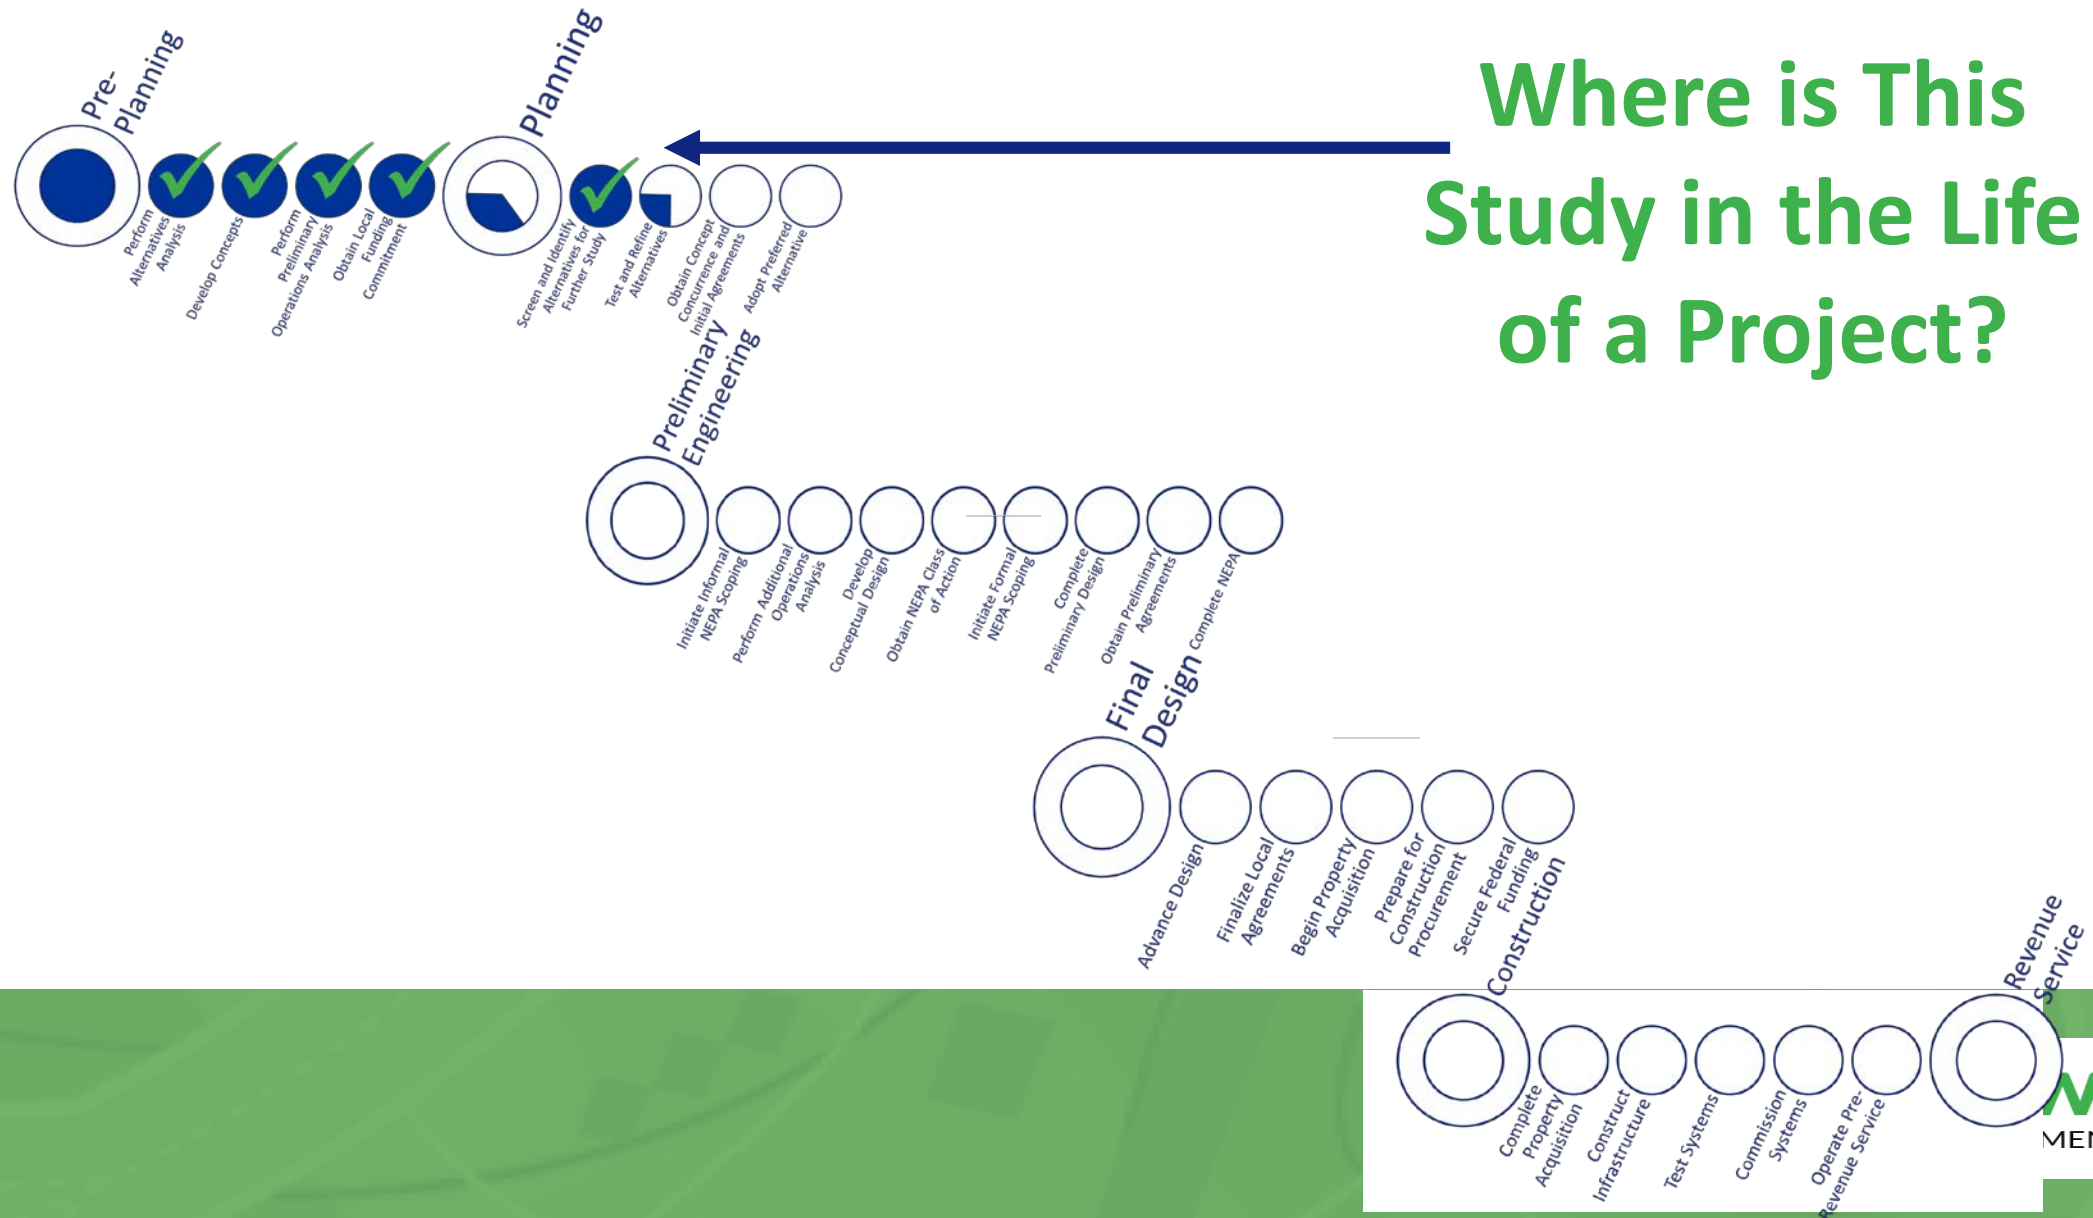 Where is This
Study in the Life
of a Project?
Pre-
Planning
Perform
Alternatives
Analysis
Develop Concepts
Perform
Preliminary
Operations Analysis
Obtain Local
Funding
Commitment
Planning
Screen and Identify
Alternatives for
Further Study
Test and Refine
Alternatives
Obtain Concept
Concurrence and
Initial Agreements
Adopt Preferred
Alternative
Preliminary
Engineering
Initiate Informal
NEPA Scoping
Perform Additional
Operations
Analysis
Develop
Conceptual Design
Obtain NEPA Class
of Action
Initiate Formal
NEPA Scoping
Complete
Preliminary Design
Obtain Preliminary
Agreements
Complete NEPA
Final
Design
Advance Design
Finalize Local
Agreements
Begin Property
Acquisition
Prepare for
Construction
Procurement
Secure Federal
Funding
Construction
Complete
Property
Acquisition
Construct
Infrastructure
Test Systems
Commission
Systems
Operate Pre-
Revenue Service
Revenue
Service